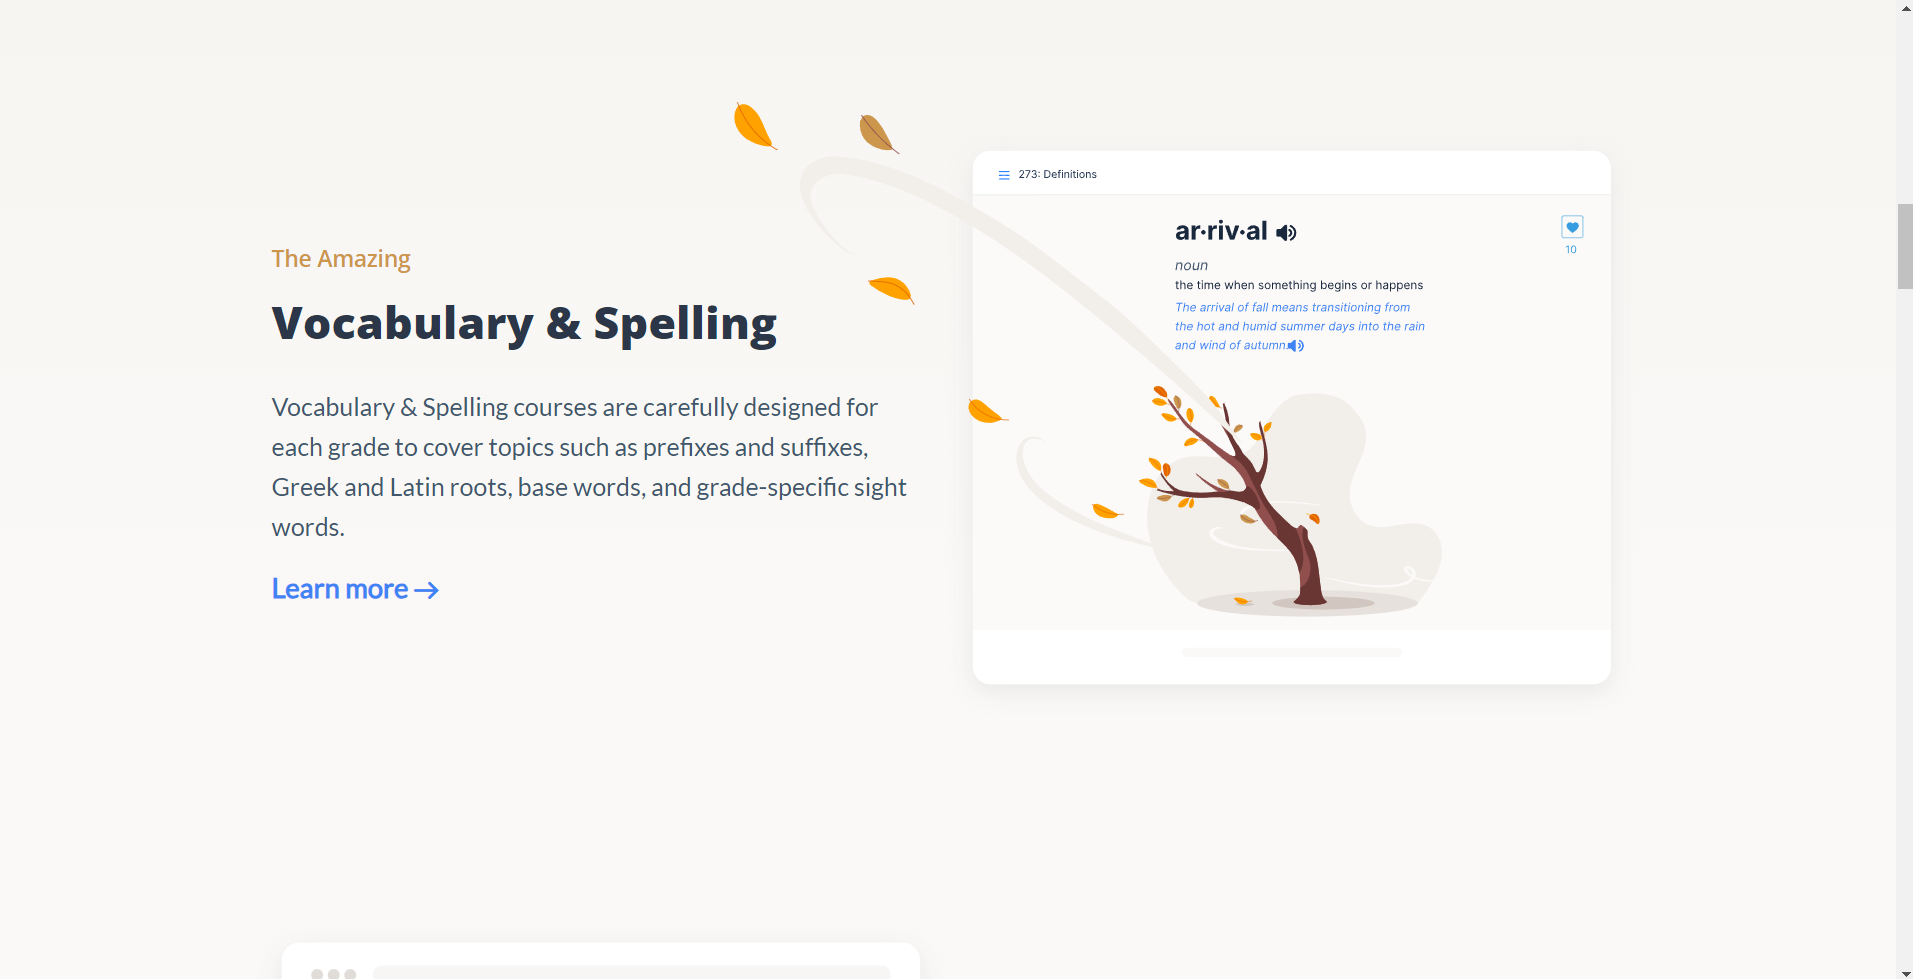 The Amazing
Vocabulary & Spelling
Vocabulary & Spelling courses are carefully designed for
each grade to cover topics such as prefixes and suffixes,
Greek and Latin roots, base words, and grade-specific sight
words.
Learn more →
273: Definitions
ar·riv·al
10
noun
the time when something begins or happens
The arrival of fall means transitioning from
the hot and humid summer days into the rain
and wind of autumn.